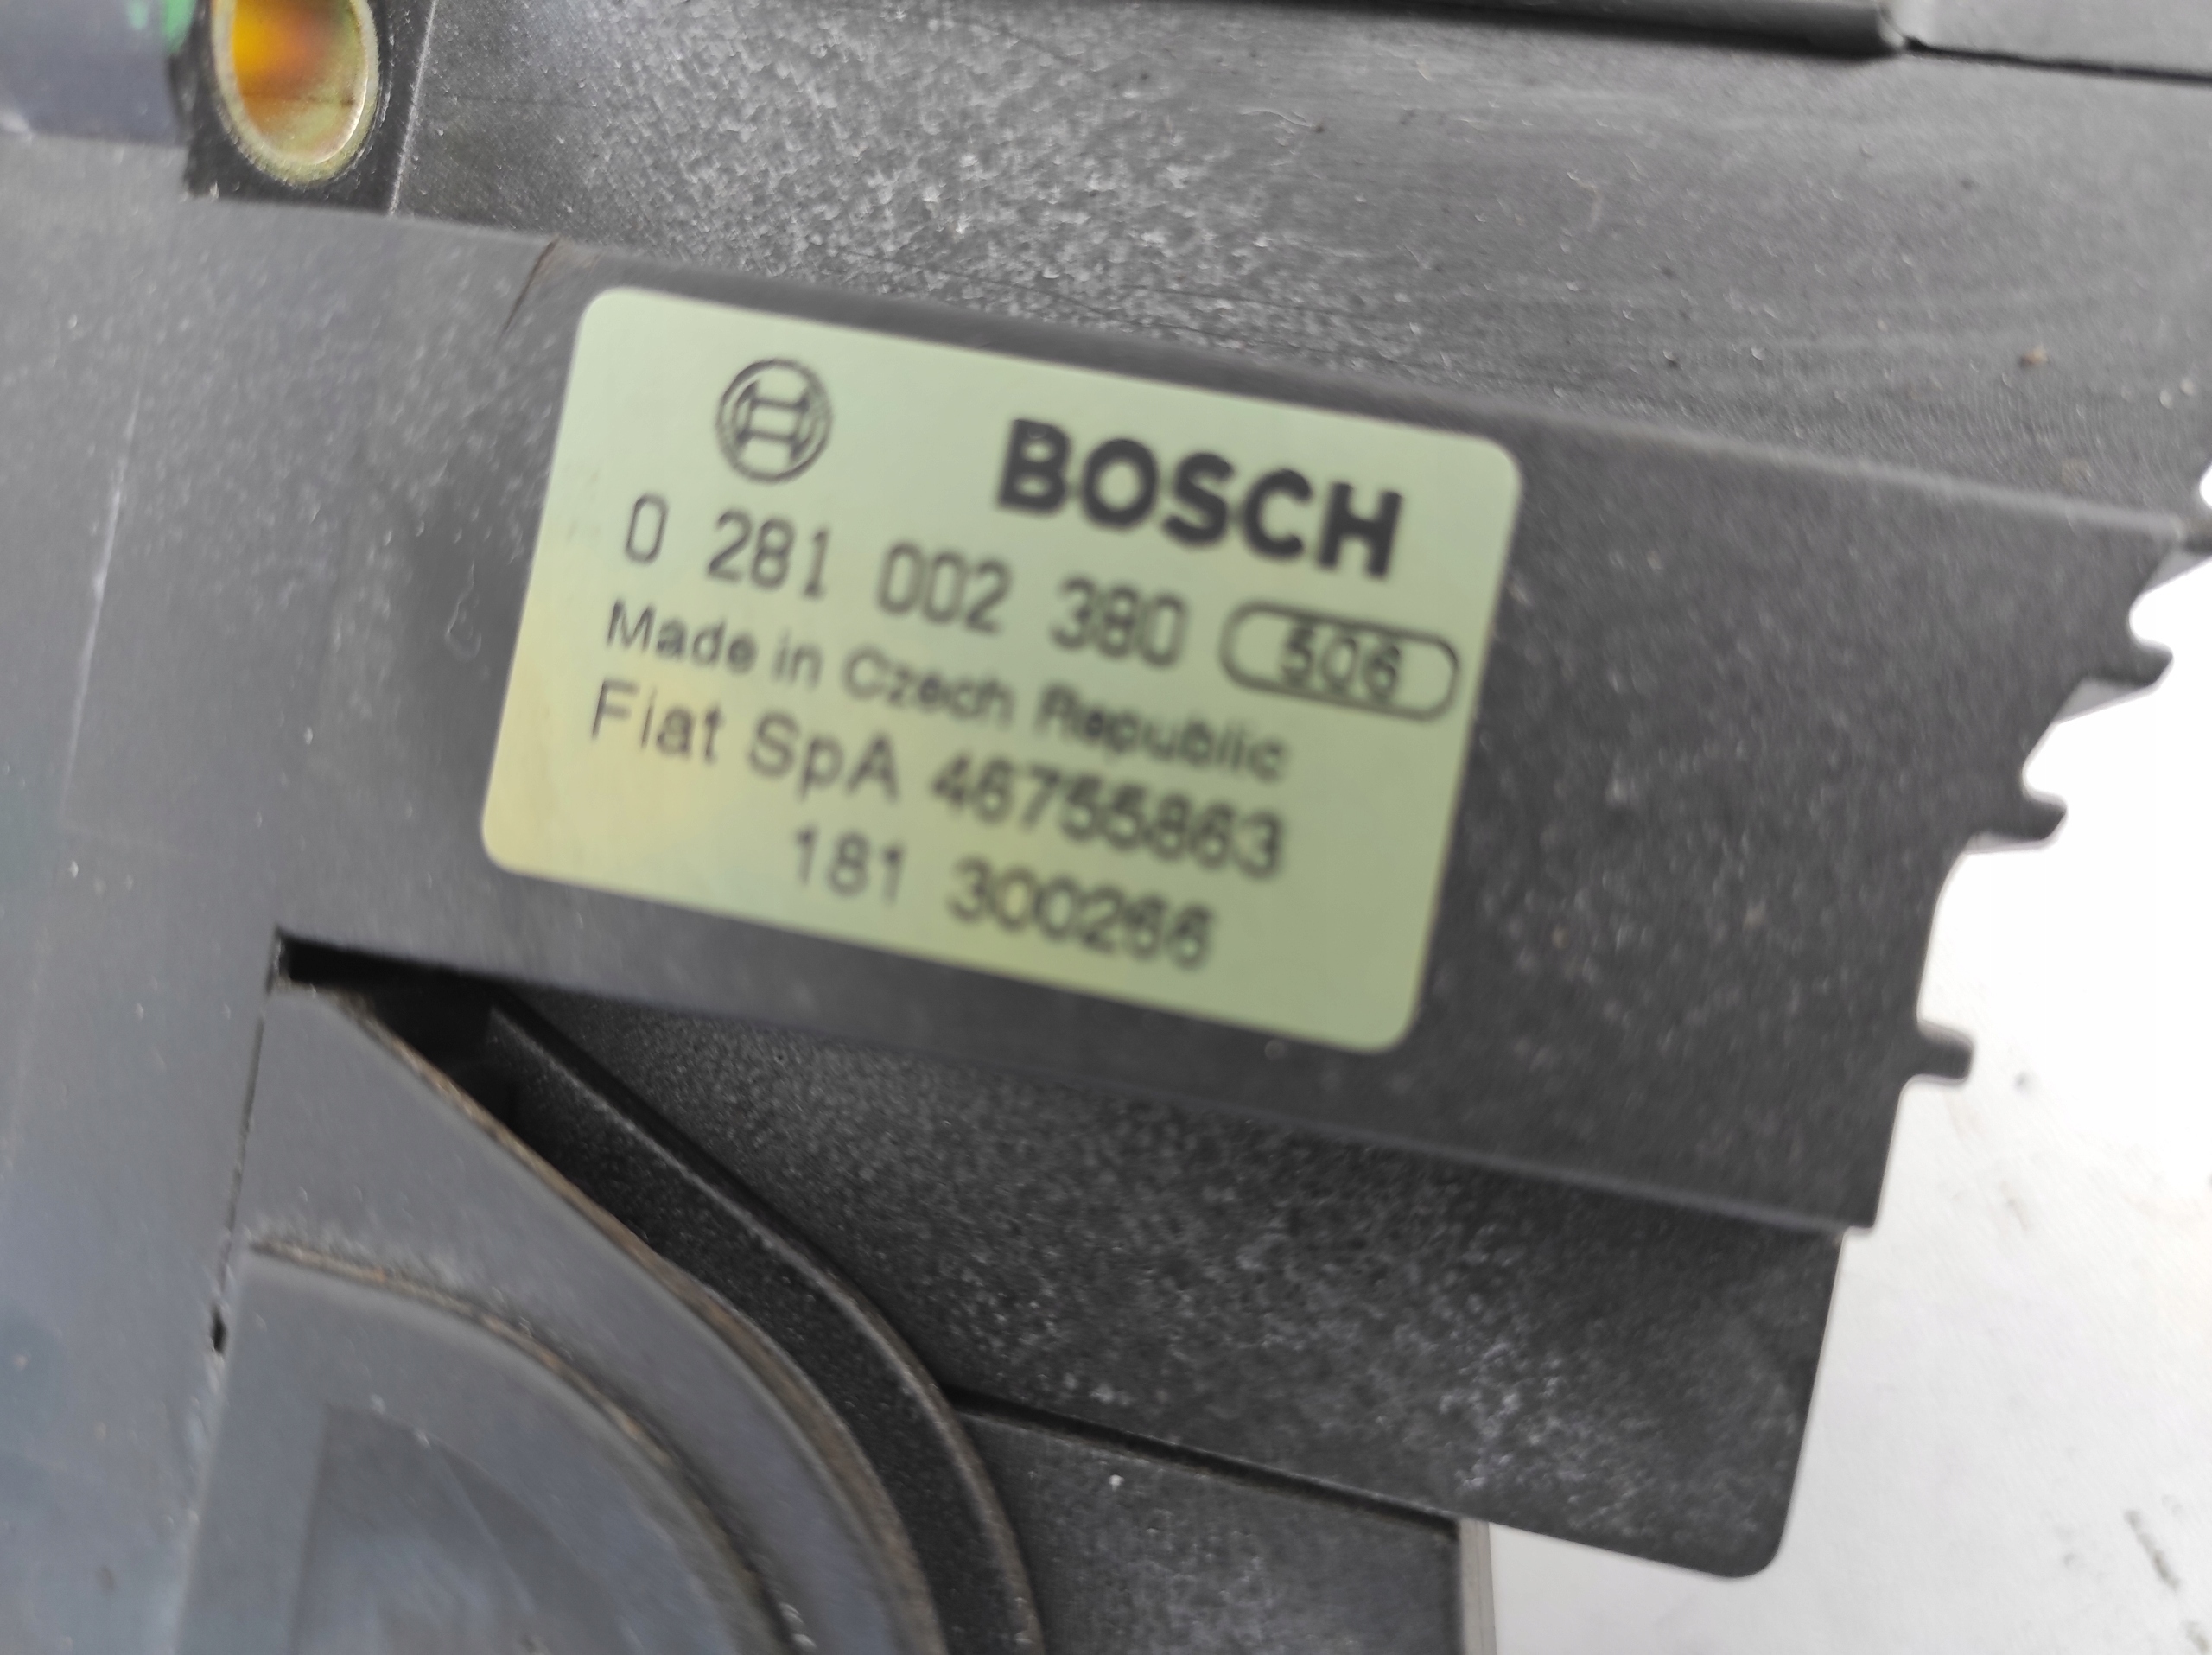 BOSCH
0 281 002 380 506
Made in Czech Republic
Fiat SpA 46755863
181 300266